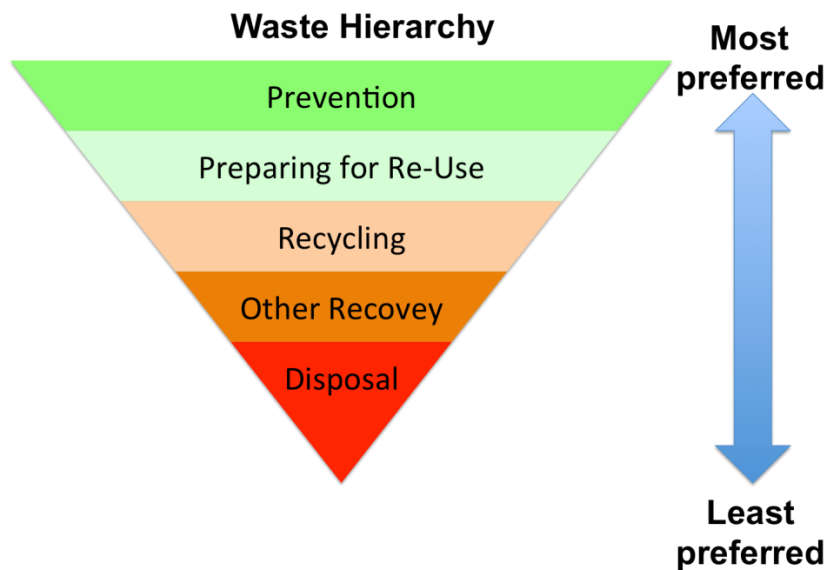 Waste Hierarchy
Most
preferred
Prevention
Preparing for Re-Use
Recycling
Other Recovey
Disposal
Least
preferred